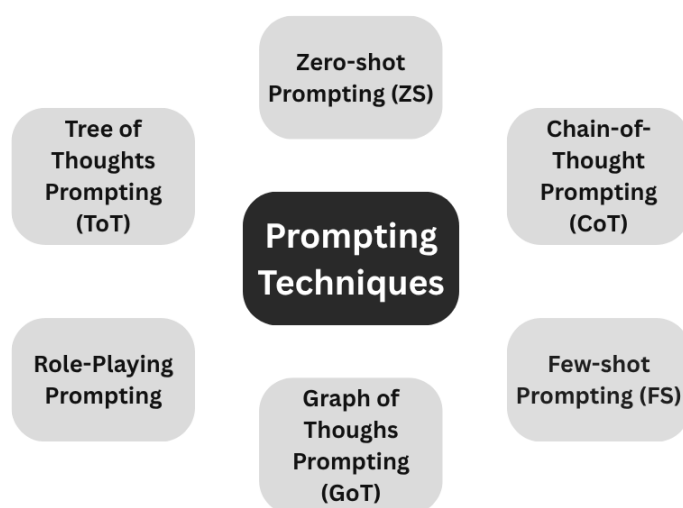 Zero-shot
Prompting (ZS)
Tree of
Thoughts
Prompting
(ToT)
Chain-of-
Thought
Prompting
(CoT)
Prompting
Techniques
Role-Playing
Prompting
Few-shot
Prompting (FS)
Graph of
Thoughs
Prompting
(GoT)